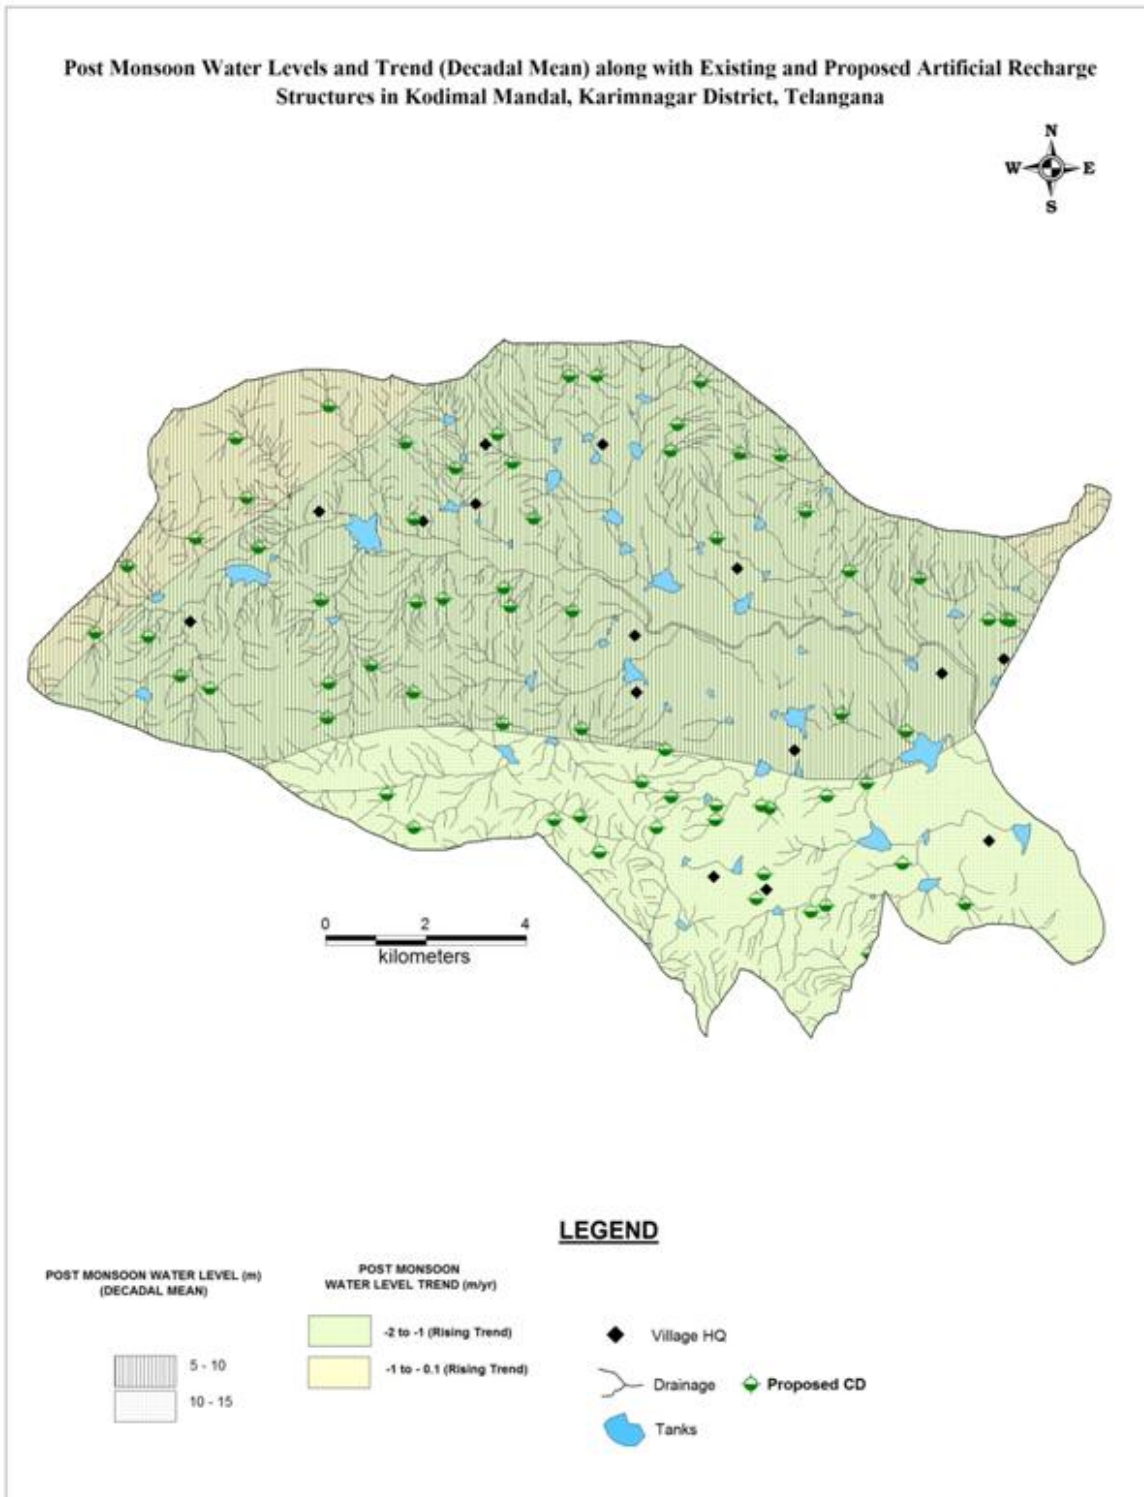 Post Monsoon Water Levels and Trend (Decadal Mean) along with Existing and Proposed Artificial Recharge
Structures in Kodimal Mandal, Karimnagar District, Telangana
N
W E
S
0 2 4
kilometers
LEGEND
POST MONSOON WATER LEVEL (m)
(DECADAL MEAN)
5 - 10
10 - 15
POST MONSOON
WATER LEVEL TREND (m/yr)
-2 to -1 (Rising Trend)
-1 to - 0.1 (Rising Trend)
Village HQ
Drainage
Proposed CD
Tanks